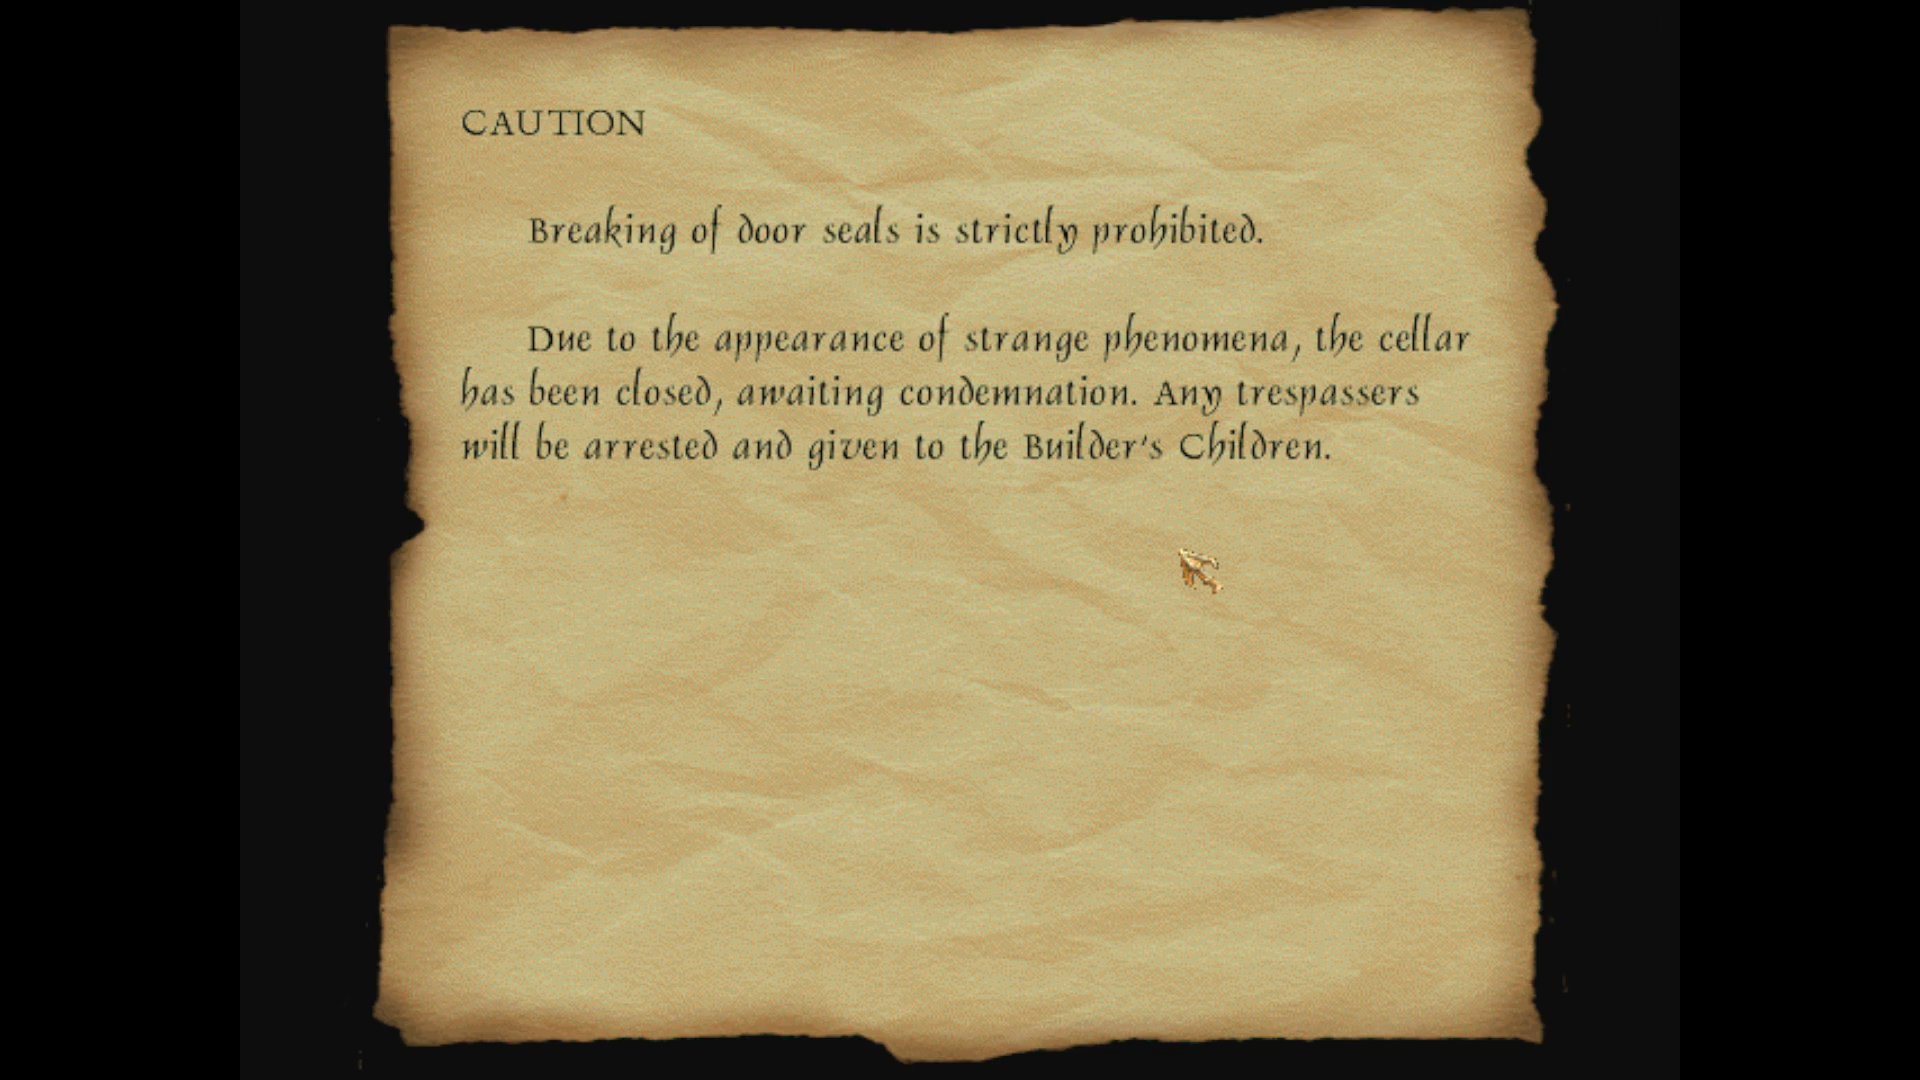 CAUTION
Breaking of door seals is strictly prohibited.
Due to the appearance of strange phenomena, the cellar
has been closed, awaiting condemnation. Any trespassers
will be arrested and given to the Builder's Children.